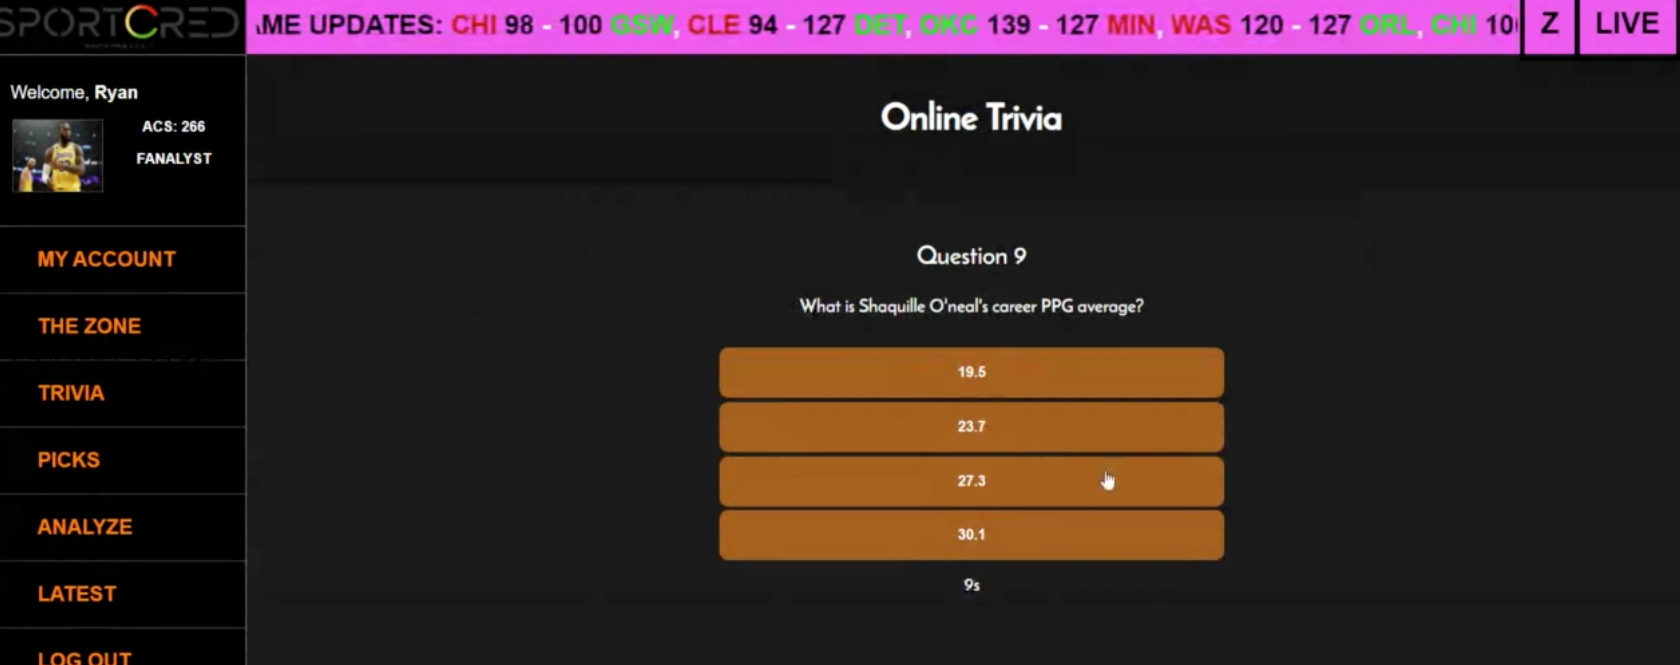 SPORTCRED
ME UPDATES: CHI 98 - 100 GSW, CLE 94 - 127 DET, OKC 139 - 127 MIN, WAS 120 - 127 ORL, CHI 10
Z
LIVE
Welcome, Ryan
ACS: 266
FANALYST
MY ACCOUNT
THE ZONE
TRIVIA
PICKS
ANALYZE
LATEST
LOG OUT
Online Trivia
Question 9
What is Shaquille O'neal's career PPG average?
19.5
23.7
27.3
30.1
9s